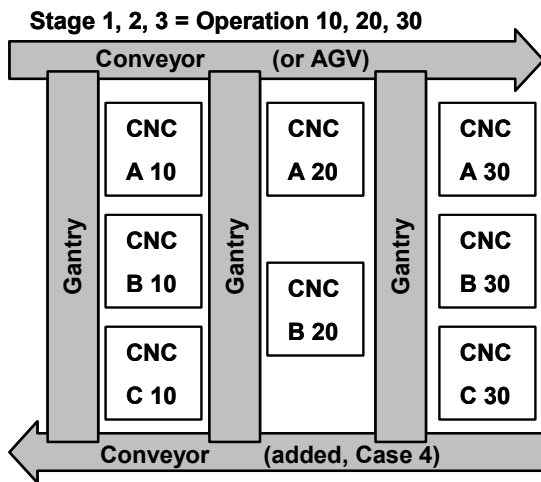 Stage 1, 2, 3 = Operation 10, 20, 30
Conveyor (or AGV)
Gantry
CNC
A 10
CNC
B 10
CNC
C 10
Gantry
CNC
A 20
CNC
B 20
Gantry
CNC
A 30
CNC
B 30
CNC
C 30
Conveyor (added, Case 4)